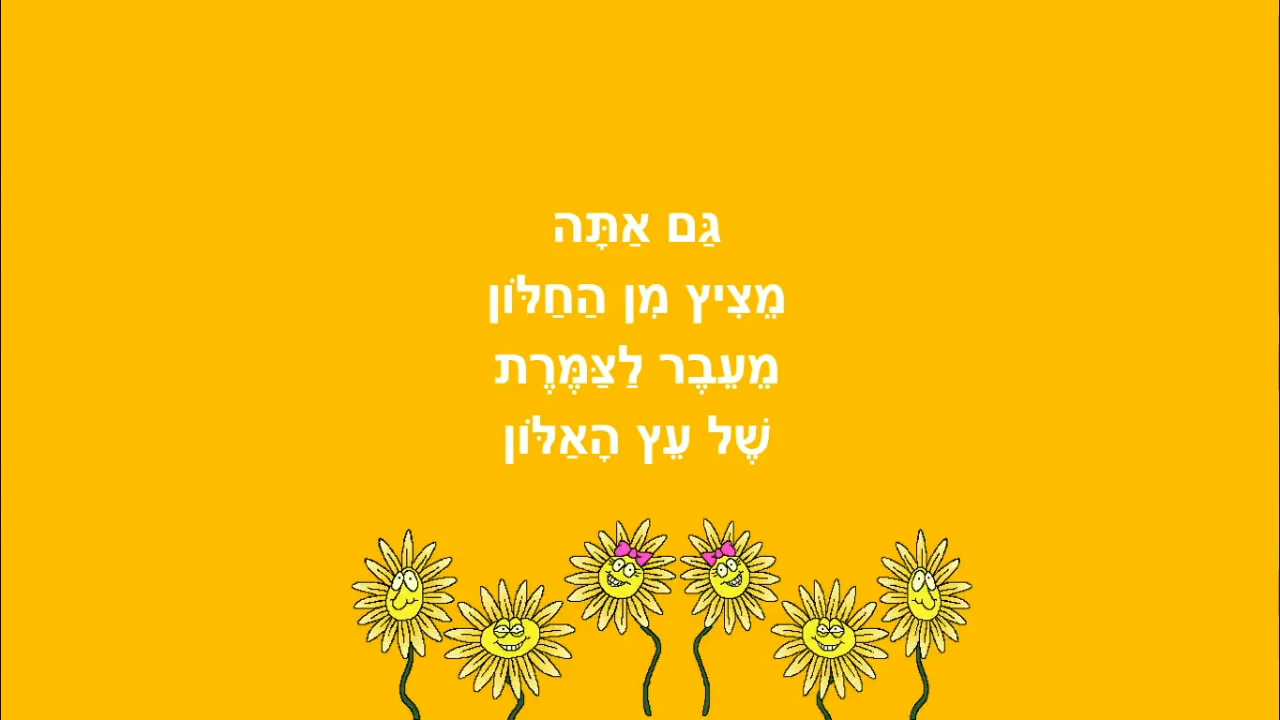 גַּם אַתָּה
מֵצִיץ מִן הַחַלּוֹן
מֵעֵבֶר לַצַּמֶּרֶת
שֶׁל עֵץ הָאַלּוֹן